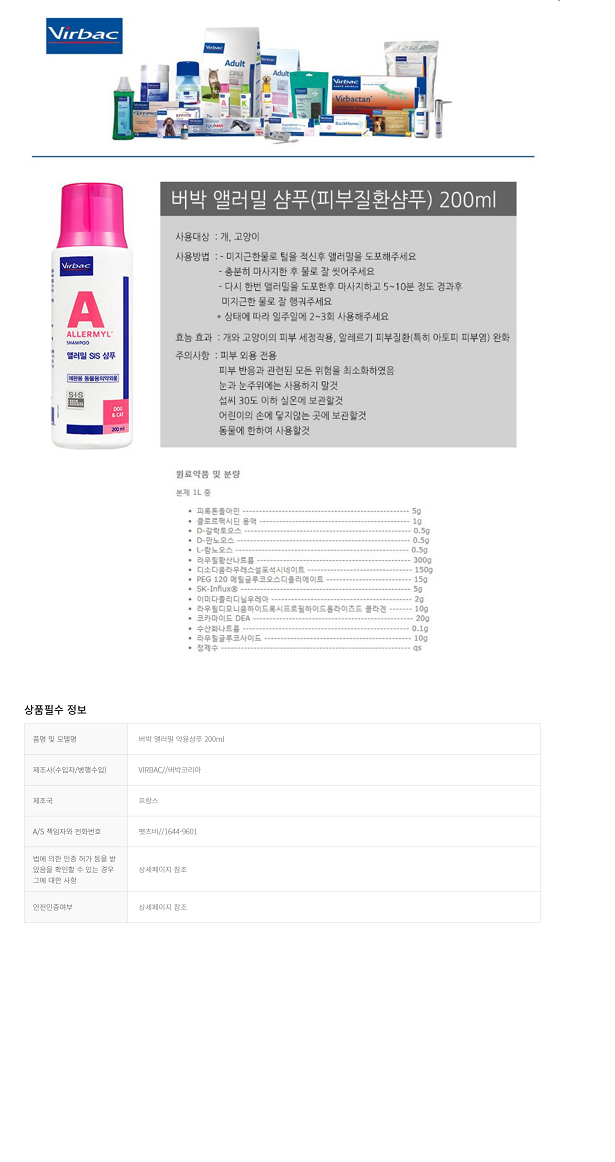 Virbac
Adult
Adult
Virbac
Virbactan
BackHome
버박 앨러밀 샴푸(피부질환샴푸) 200ml
Virbac
A
ALLERMYL
SHAMPOO
앨러밀 SIS 샴푸
애완용 동물용의약외품
S·I·S
DOG
& CAT
200 ml
사용대상 : 개, 고양이
사용방법 : - 미지근한물로 털을 적신후 앨러밀을 도포해주세요
- 충분히 마사지한 후 물로 잘 씻어주세요
- 다시 한번 앨러밀을 도포한후 마사지하고 5~10분 정도 경과후
미지근한 물로 잘 행궈주세요
* 상태에 따라 일주일에 2~3회 사용해주세요
효능 효과 : 개와 고양이의 피부 세정작용, 알레르기 피부질환(특히 아토피 피부염) 완화
주의사항 : 피부 외용 전용
피부 반응과 관련된 모든 위험을 최소화하였음
눈과 눈주위에는 사용하지 말것
섭씨 30도 이하 실온에 보관할것
어린이의 손에 닿지않는 곳에 보관할것
동물에 한하여 사용할것
원료약품 및 분량
본제 1L 중
피록톤올아민 5g
클로르헥시딘 용액 1g
D-갈락토오스 0.5g
D-만노오스 0.5g
L-람노오스 0.5g
라우릴황산나트륨 300g
디소디움라우레스설포석시네이트 150g
PEG 120 메틸글루코오스디올리에이트 15g
SK-Influx® 5g
이미다졸리디닐우레아 2g
라우릴디모니움하이드록시프로필하이드롤라이즈드 콜라겐 10g
코카마이드 DEA 20g
수산화나트륨 0.1g
라우릴글루코사이드 10g
정제수 qs
상품필수 정보
품명 및 모델명 버박 앨러밀 약용샴푸 200ml
제조사(수입자/병행수입) VIRBAC//버박코리아
제조국 프랑스
A/S 책임자와 전화번호 펫츠비//1644-9601
법에 의한 인증 허가 등을 받
았음을 확인할 수 있는 경우 상세페이지 참조
그에 대한 사항
안전인증여부 상세페이지 참조